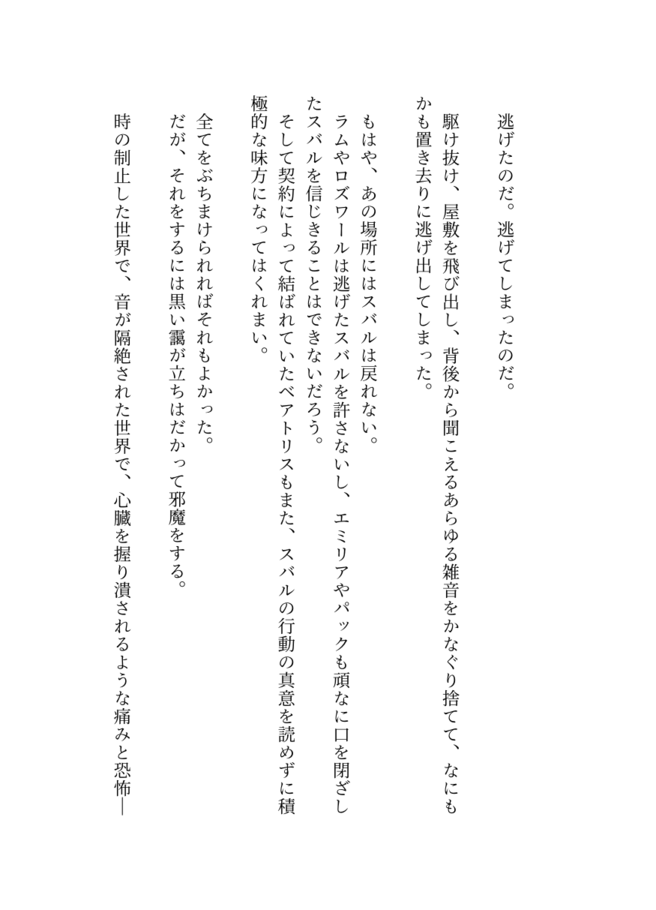 逃げたのだ。逃げてしまったのだ。
駆け抜け、屋敷を飛び出し、背後から聞こえるあらゆる雑音をかなぐり捨てて、なにも
かも置き去りに逃げ出してしまった。
もはや、あの場所にはスバルは戻れない。
ラムやロズワールは逃げたスバルを許さないし、エミリアやパックも頑なに口を閉ざし
たスバルを信じきることはできないだろう。
そして契約によって結ばれていたベアトリスもまた、スバルの行動の真意を読めずに積
極的な味方になってはくれまい。
全てをぶちまけられればそれもよかった。
だが、それをするには黒い靄が立ちはだかって邪魔をする。
時の制止した世界で、音が隔絶された世界で、心臓を握り潰されるような痛みと恐怖―